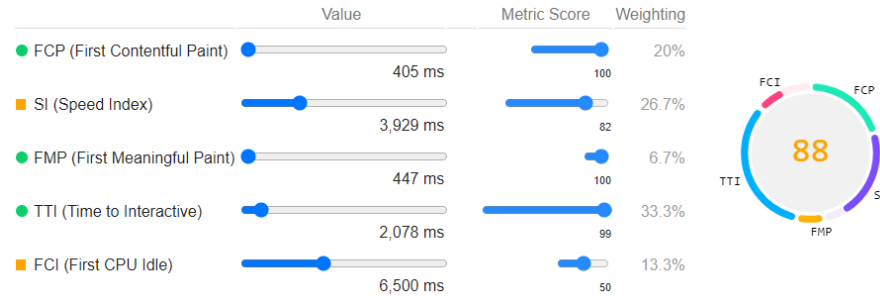 Value Metric Score Weighting
FCP (First Contentful Paint) 20%
405 ms 100
SI (Speed Index) 26.7%
3,929 ms 82
FMP (First Meaningful Paint) 6.7%
447 ms 100
TTI (Time to Interactive) 33.3%
2,078 ms 99
FCI (First CPU Idle) 13.3%
6,500 ms 50
FCI
FCP
88
TTI
S
FMP